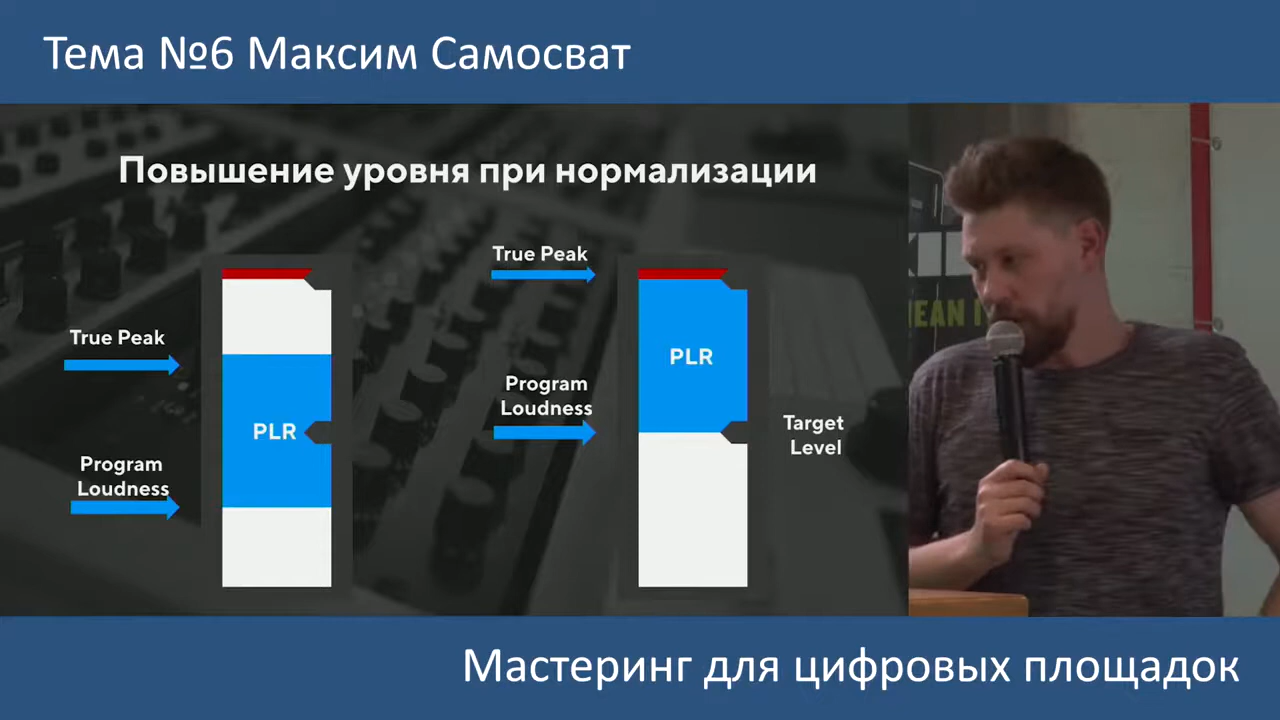 Тема №6 Максим Самосват
Повышение уровня при нормализации
True Peak
PLR
Program
Loudness
True Peak
PLR
Program
Loudness
Target
Level
EAN I
Мастеринг для цифровых площадок